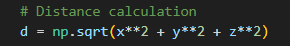 # Distance calculation
d = np.sqrt(x**2 + y**2 + z**2)